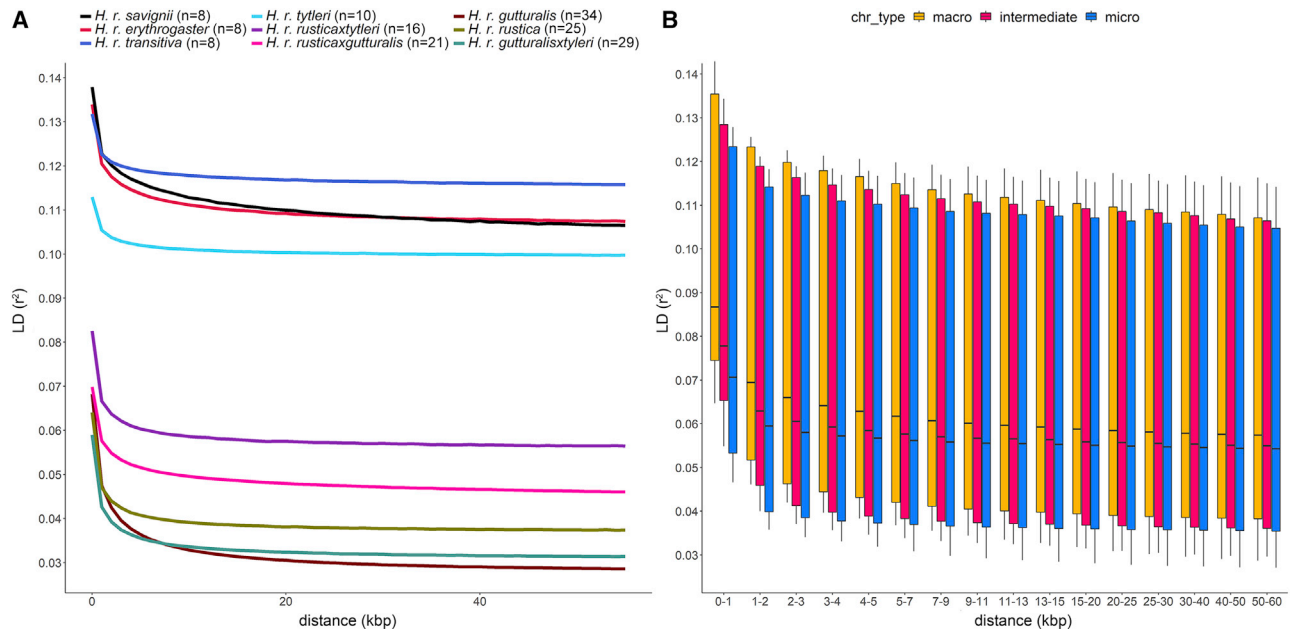 A
H. r. savignii (n=8) H. r. tytleri (n=10) H. r. gutturalis (n=34)
H. r. erythrogaster (n=8) H. r. rusticaxtytleri (n=16) H. r. rustica (n=25)
H. r. transitiva (n=8) H. r. rusticaxgutturalis (n=21) H. r. gutturalisxtyleri (n=29)
0.14
0.13
0.12
0.11
0.10
0.09
0.08
0.07
0.06
0.05
0.04
0.03
LD (r²)
0 20 40
distance (kbp)
B
chr_type macro intermediate micro
0.14
0.13
0.12
0.11
0.10
0.09
0.08
0.07
0.06
0.05
0.04
0.03
LD (r²)
0-1 1-2 2-3 3-4 4-5 5-7 7-9 9-11 11-13 13-15 15-20 20-25 25-30 30-40 40-50 50-60
distance (kbp)